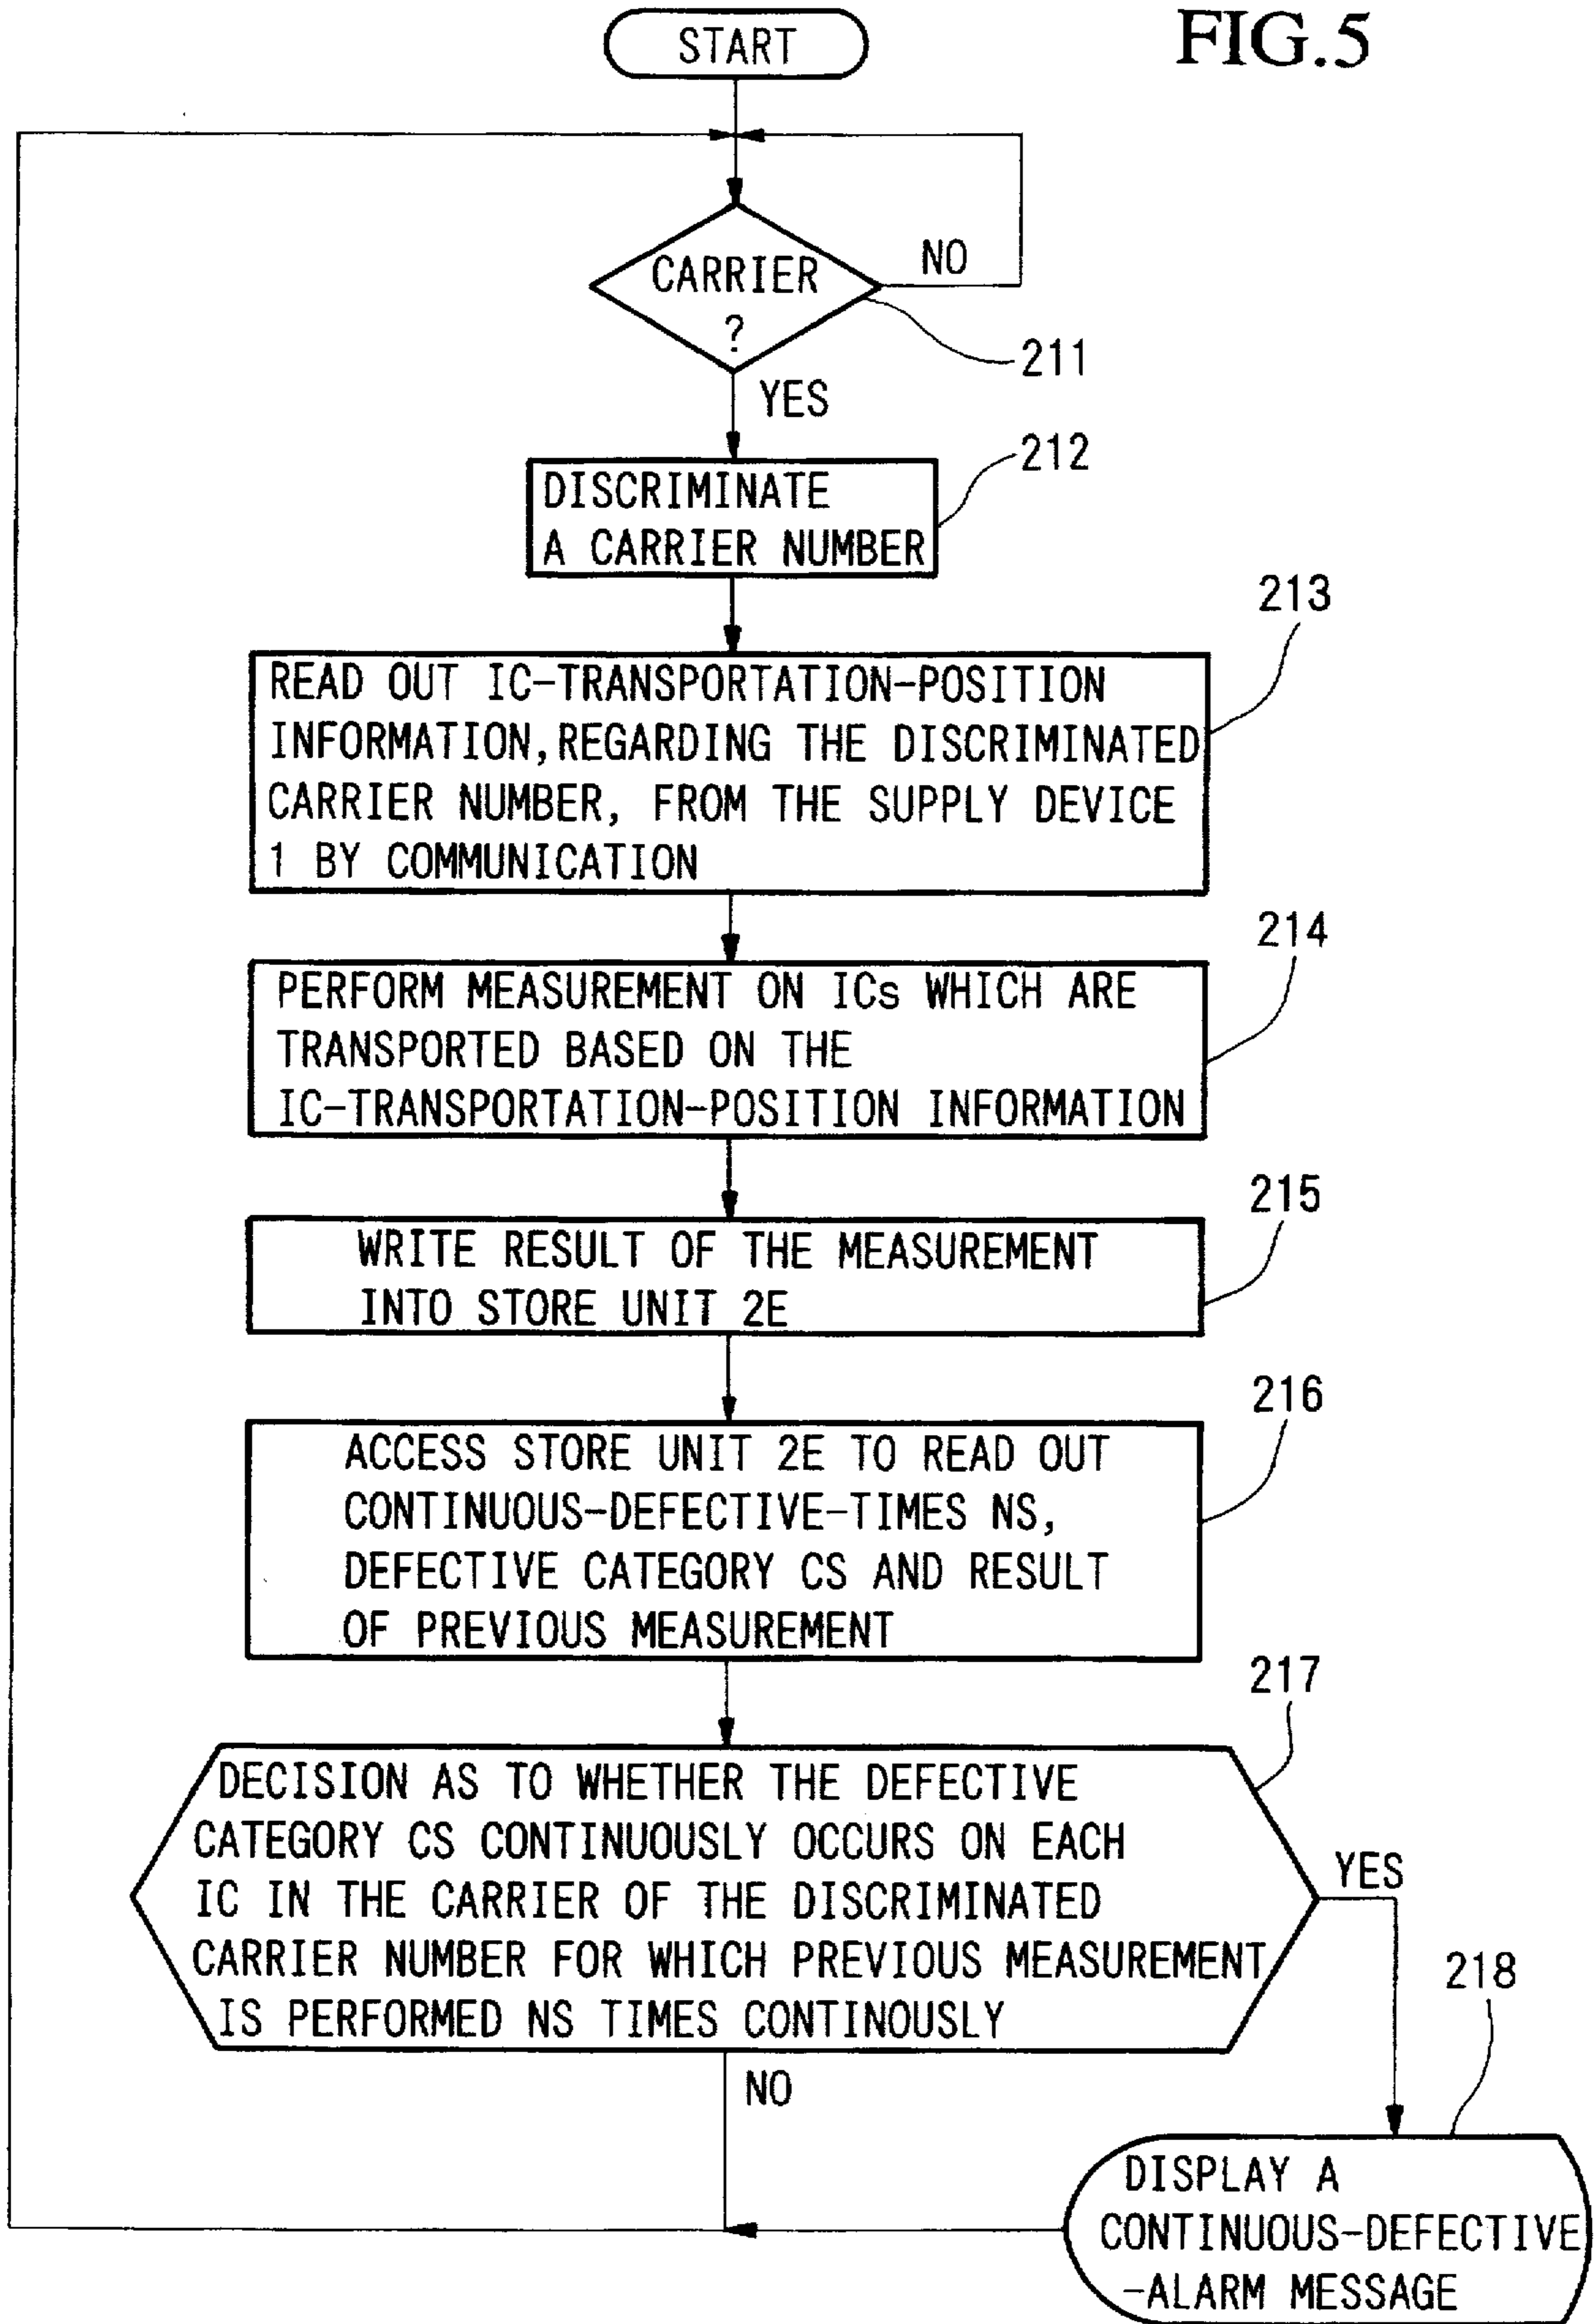 FIG.5
START
CARRIER
?
NO
211
YES
212
DISCRIMINATE
A CARRIER NUMBER
213
READ OUT IC-TRANSPORTATION-POSITION
INFORMATION, REGARDING THE DISCRIMINATED
CARRIER NUMBER, FROM THE SUPPLY DEVICE
1 BY COMMUNICATION
214
PERFORM MEASUREMENT ON ICs WHICH ARE
TRANSPORTED BASED ON THE
IC-TRANSPORTATION-POSITION INFORMATION
215
WRITE RESULT OF THE MEASUREMENT
INTO STORE UNIT 2E
216
ACCESS STORE UNIT 2E TO READ OUT
CONTINUOUS-DEFECTIVE-TIMES NS,
DEFECTIVE CATEGORY CS AND RESULT
OF PREVIOUS MEASUREMENT
217
DECISION AS TO WHETHER THE DEFECTIVE
CATEGORY CS CONTINUOUSLY OCCURS ON EACH
IC IN THE CARRIER OF THE DISCRIMINATED
CARRIER NUMBER FOR WHICH PREVIOUS MEASUREMENT
IS PERFORMED NS TIMES CONTINOUSLY
YES
NO
218
DISPLAY A
CONTINUOUS-DEFECTIVE
-ALARM MESSAGE